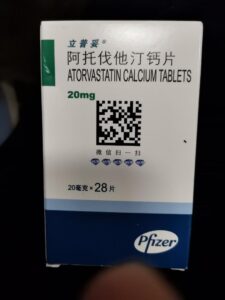 立普妥®
阿托伐他汀钙片
ATORVASTATIN CALCIUM TABLETS
20mg
微信扫一扫
20毫克×28片
Pfizer